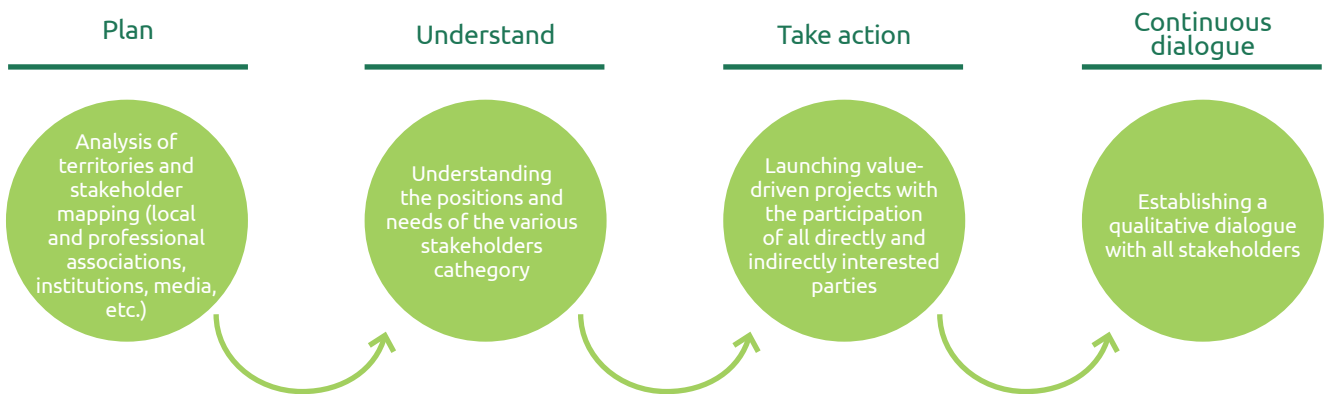 Plan
Analysis of
territories and
stakeholder
mapping (local
and professional
associations,
institutions, media,
etc.)
Understand
Understanding
the positions and
needs of the various
stakeholders
cathegory
Take action
Launching value-
driven projects with
the participation
of all directly and
indirectly interested
parties
Continuous
dialogue
Establishing a
qualitative dialogue
with all stakeholders